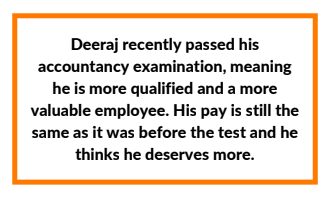 Deeraj recently passed his
accountancy examination, meaning
he is more qualified and a more
valuable employee. His pay is still the
same as it was before the test and he
thinks he deserves more.